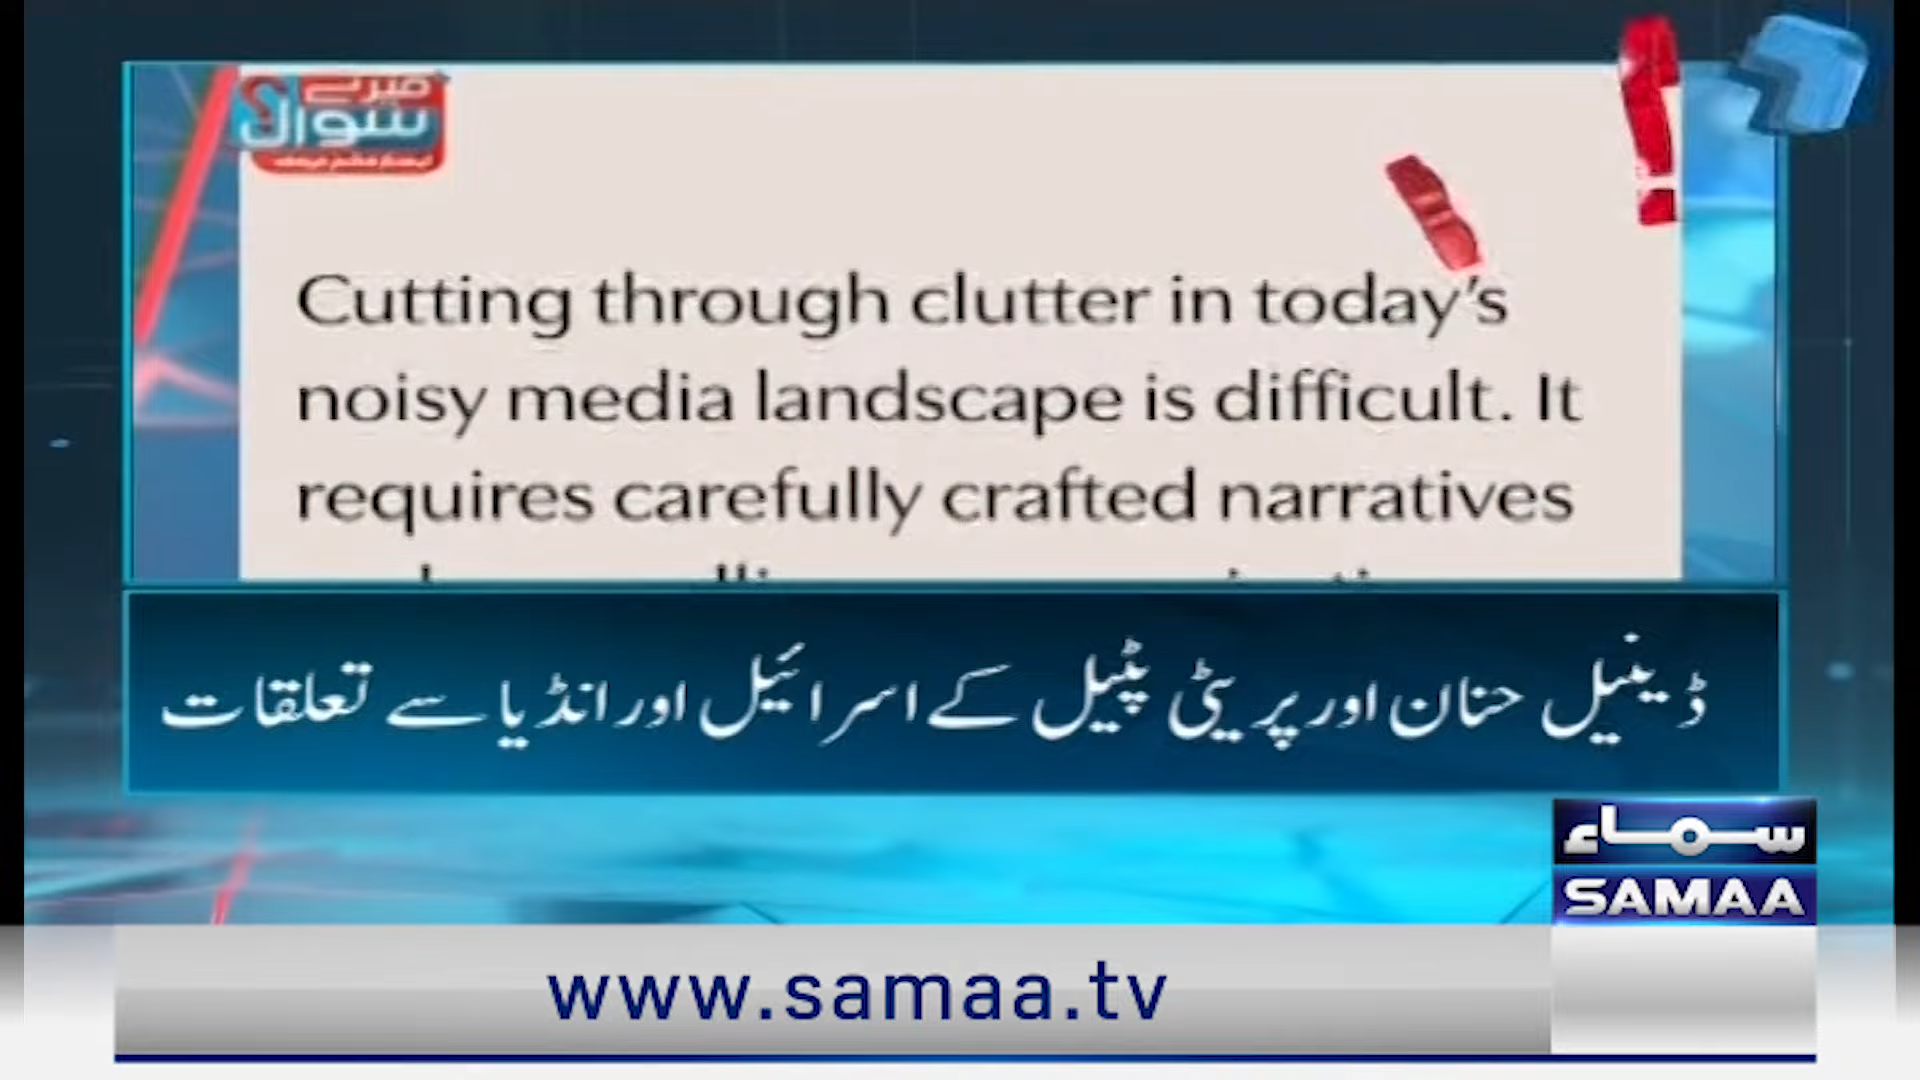 میرے
سوال
Cutting through clutter in today's
noisy media landscape is difficult. It
requires carefully crafted narratives
ڈینیل حنان اور پریٹی پٹیل کے اسرائیل اور انڈیا سے تعلقات
سماء
SAMAA
www.samaa.tv